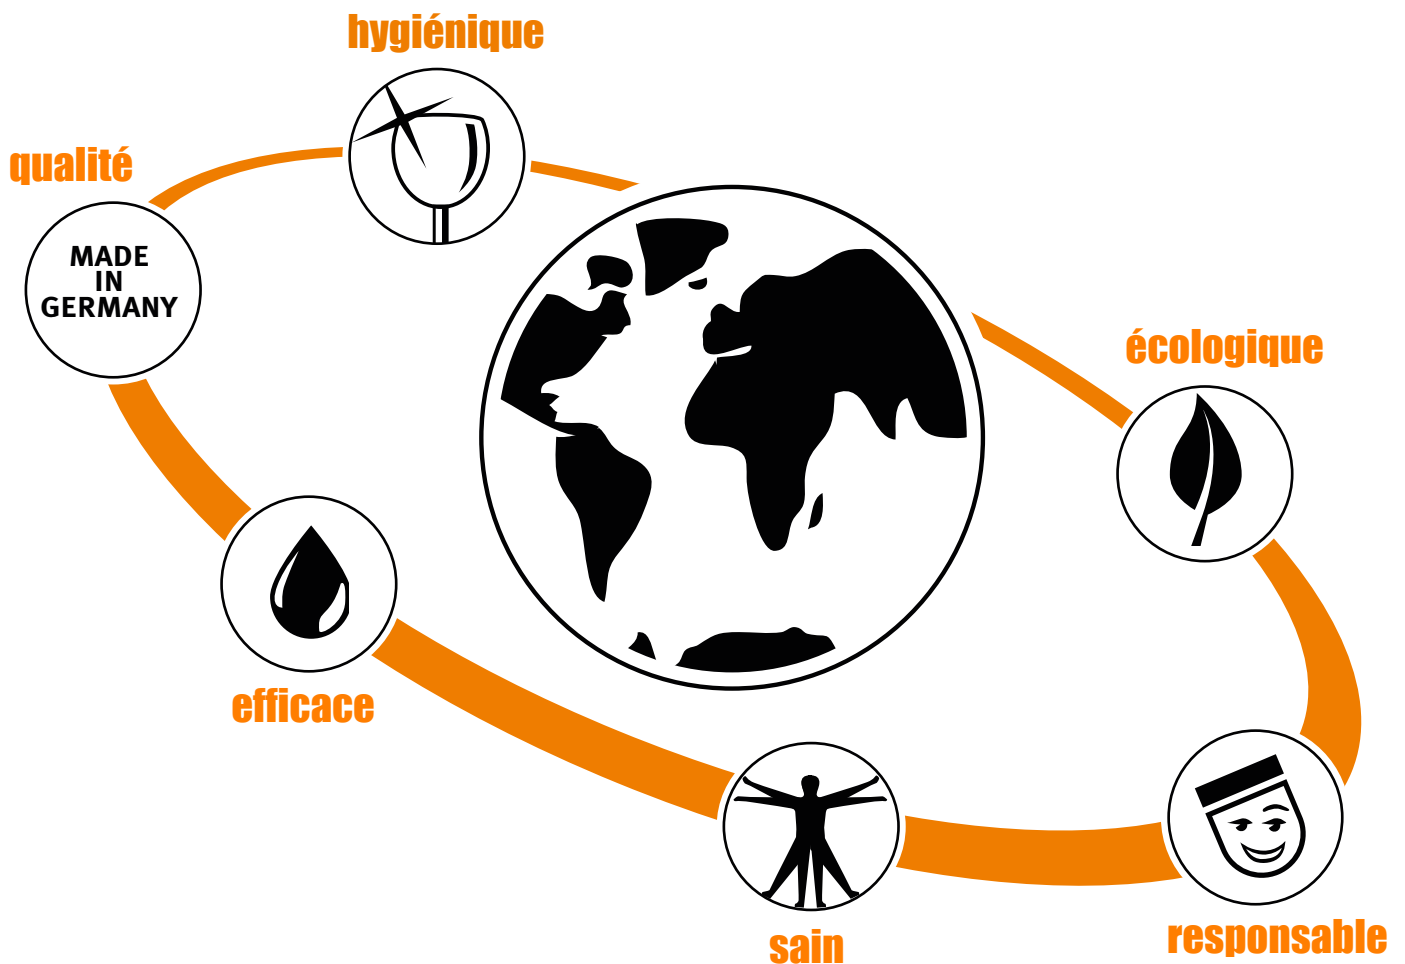 hygiénique
qualité
MADE
IN
GERMANY
écologique
efficace
responsable
sain